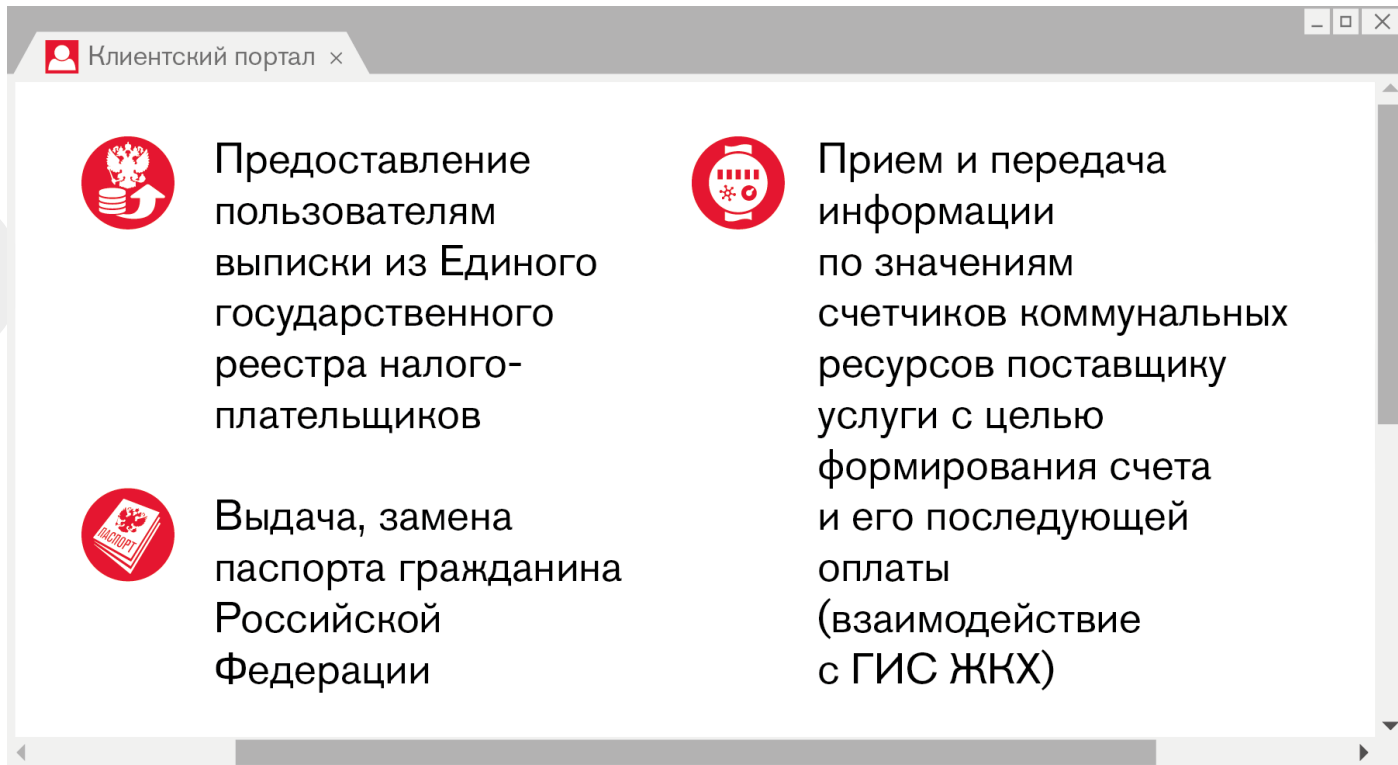 Клиентский портал
Предоставление
пользователям
выписки из Единого
государственного
реестра налого-
плательщиков
Выдача, замена
паспорта гражданина
Российской
Федерации
Прием и передача
информации
по значениям
счетчиков коммунальных
ресурсов поставщику
услуги с целью
формирования счета
и его последующей
оплаты
(взаимодействие
с ГИС ЖКХ)
ПАСПОРТ